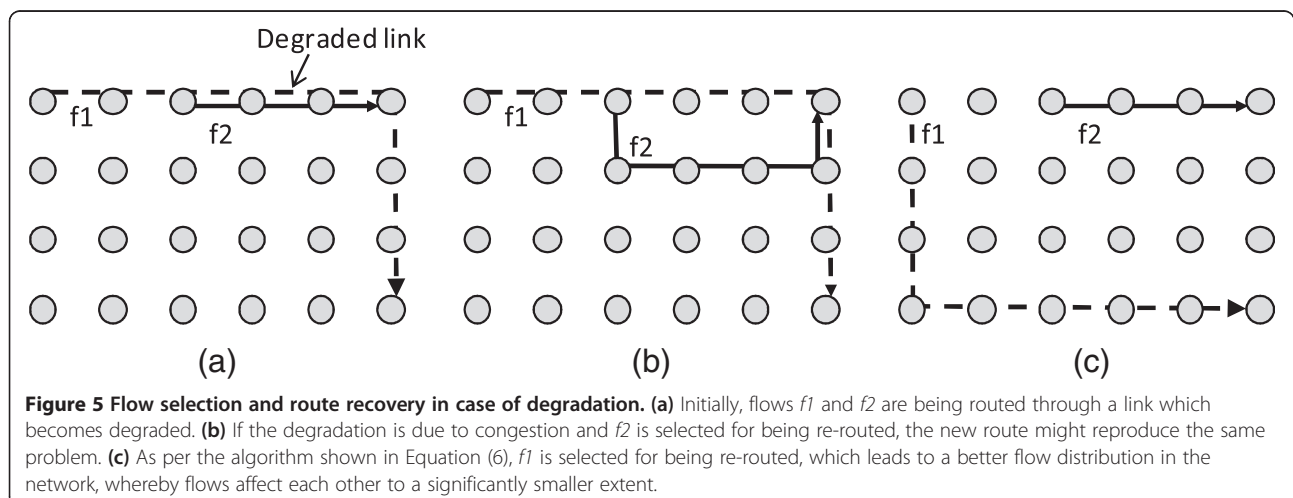 Degraded link
f1
f2
f1
f2
f1
f2
(a)
(b)
(c)
Figure 5 Flow selection and route recovery in case of degradation. (a) Initially, flows f1 and f2 are being routed through a link which
becomes degraded. (b) If the degradation is due to congestion and f2 is selected for being re-routed, the new route might reproduce the same
problem. (c) As per the algorithm shown in Equation (6), f1 is selected for being re-routed, which leads to a better flow distribution in the
network, whereby flows affect each other to a significantly smaller extent.